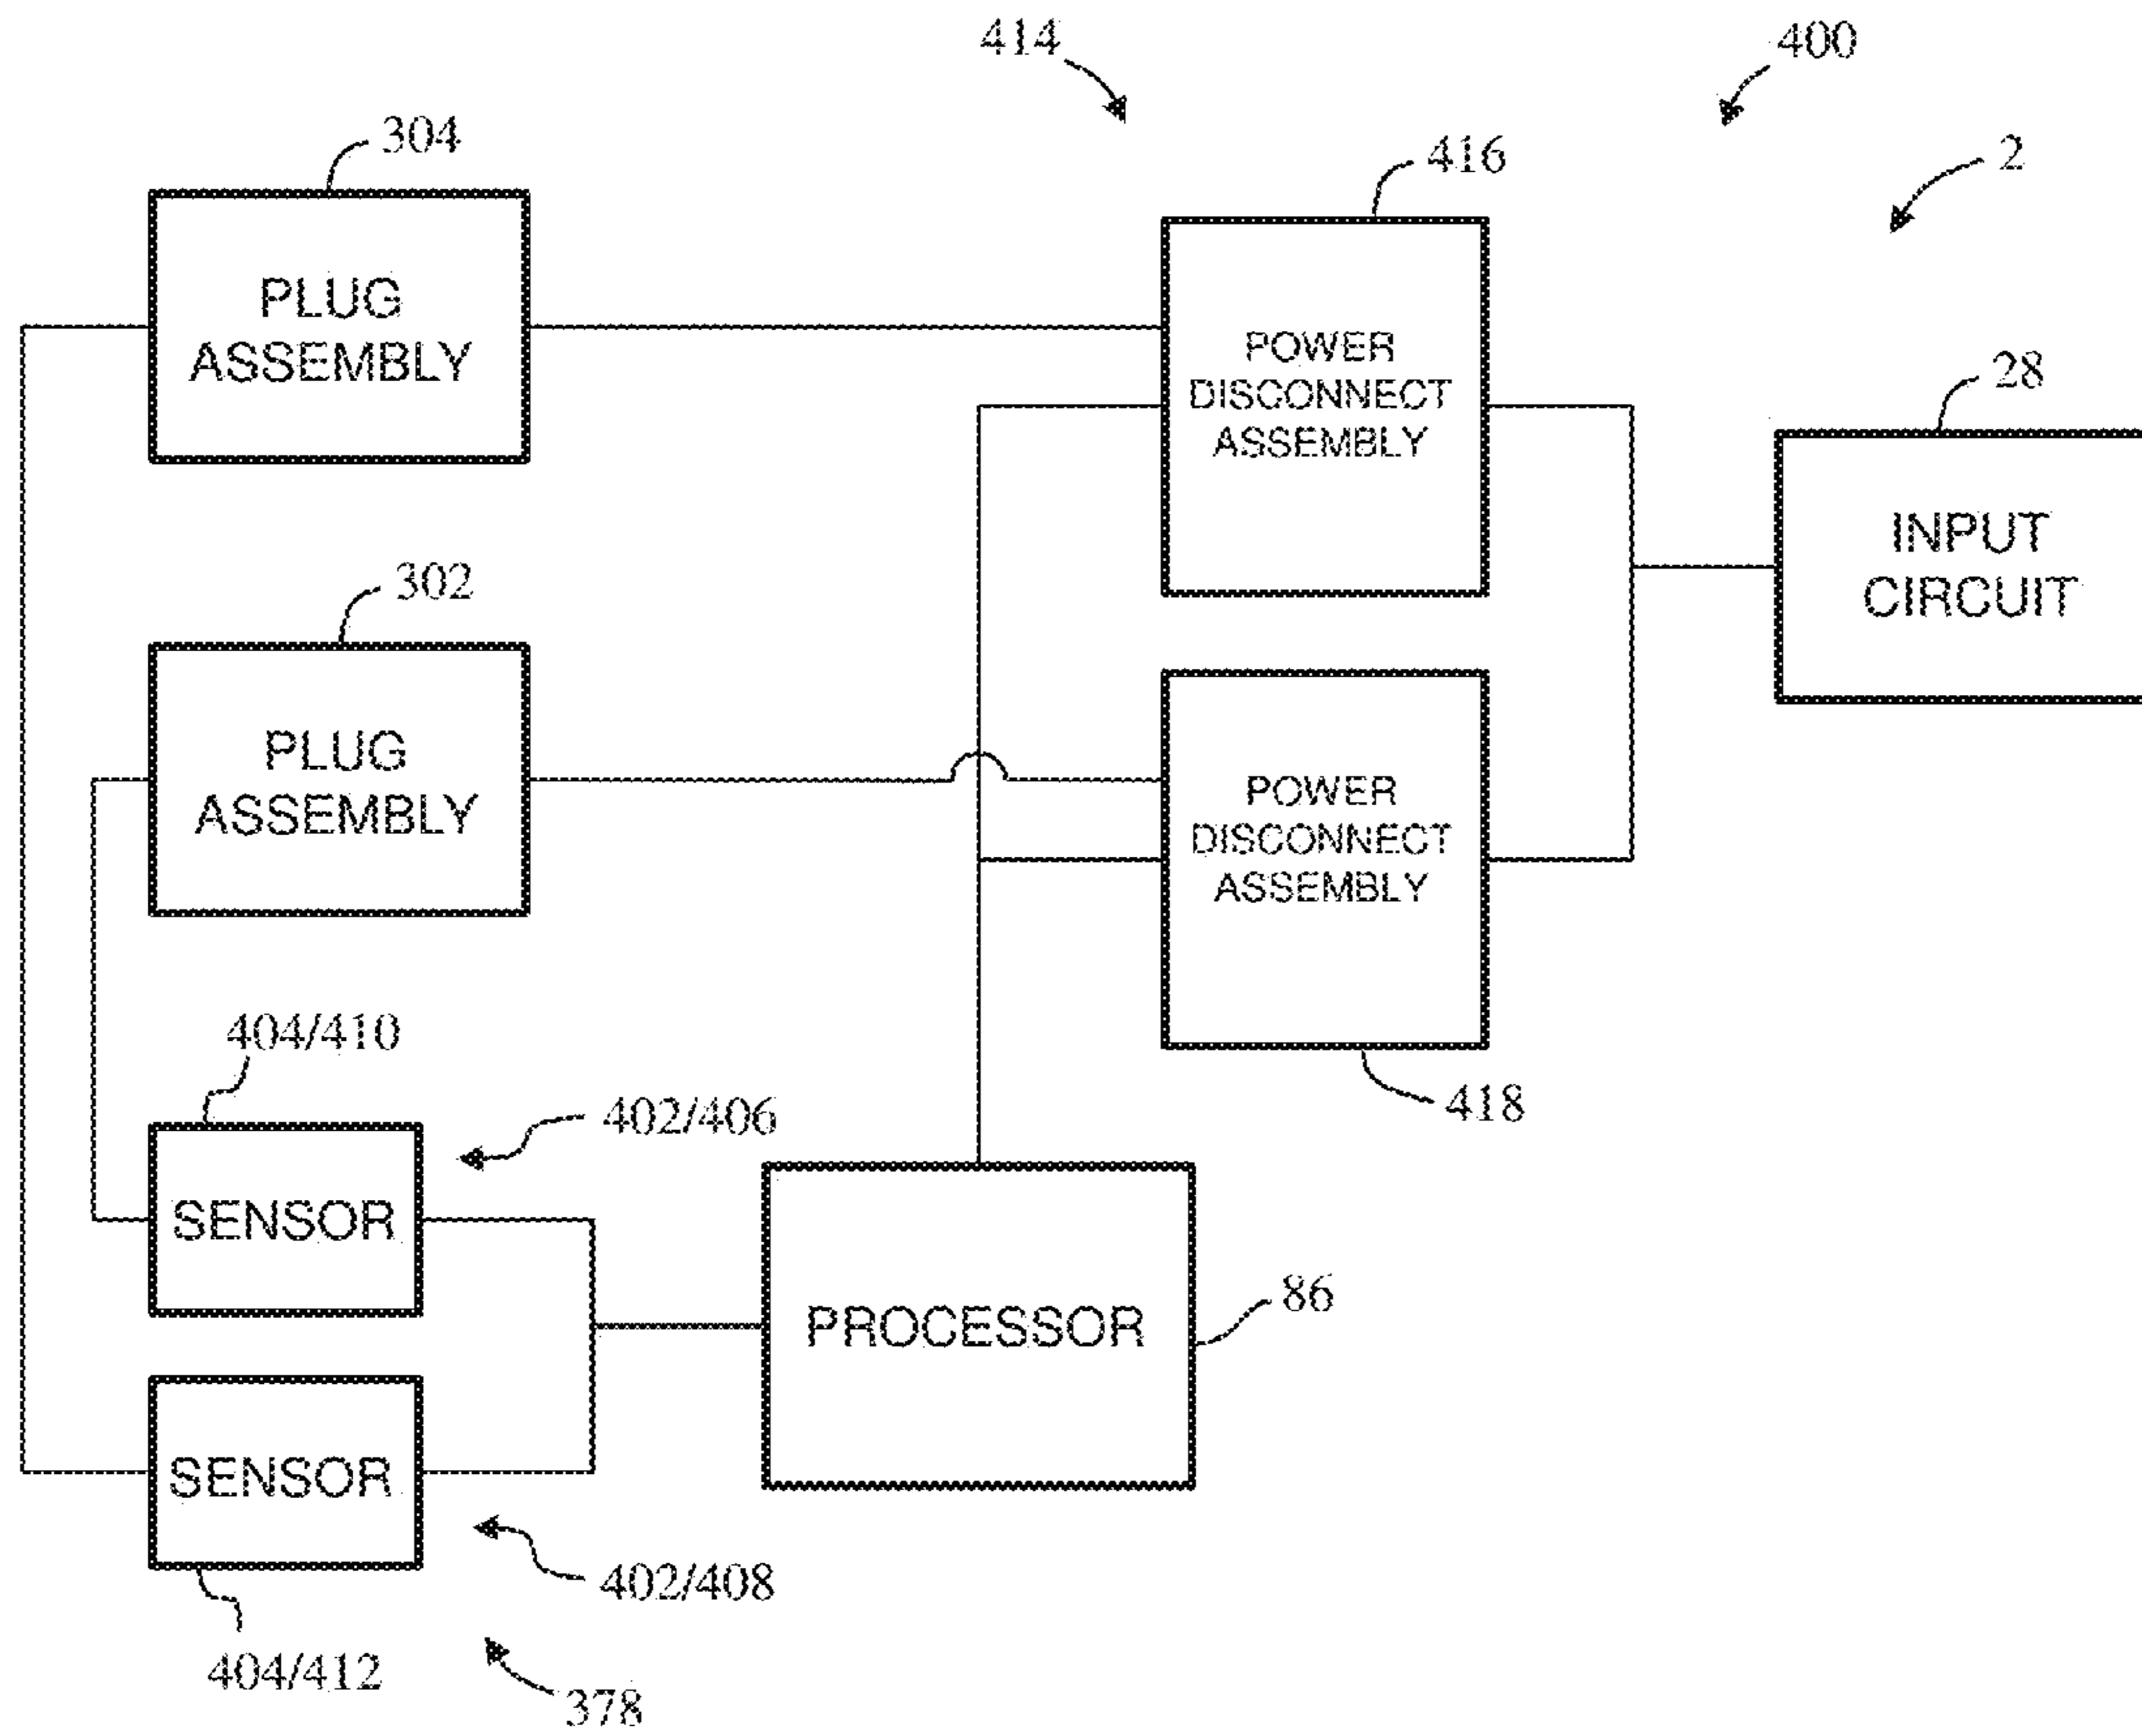 414
400
304
416
2
PLUG
ASSEMBLY
POWER
DISCONNECT
ASSEMBLY
28
INPUT
CIRCUIT
302
PLUG
ASSEMBLY
POWER
DISCONNECT
ASSEMBLY
404/410
402/406
418
SENSOR
PROCESSOR
86
SENSOR
402/408
404/412
378